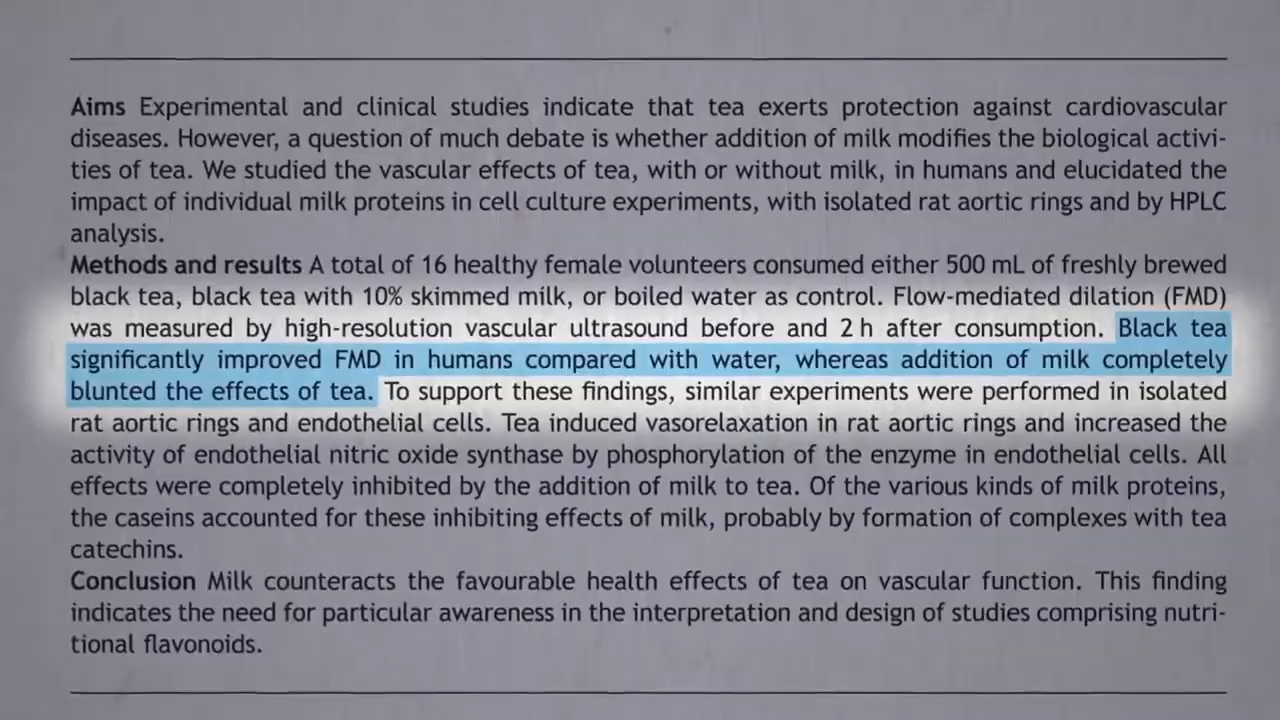 Aims Experimental and clinical studies indicate that tea exerts protection against cardiovascular
diseases. However, a question of much debate is whether addition of milk modifies the biological activi-
ties of tea. We studied the vascular effects of tea, with or without milk, in humans and elucidated the
impact of individual milk proteins in cell culture experiments, with isolated rat aortic rings and by HPLC
analysis.
Methods and results A total of 16 healthy female volunteers consumed either 500 mL of freshly brewed
black tea, black tea with 10% skimmed milk, or boiled water as control. Flow-mediated dilation (FMD)
was measured by high-resolution vascular ultrasound before and 2 h after consumption. Black tea
significantly improved FMD in humans compared with water, whereas addition of milk completely
blunted the effects of tea. To support these findings, similar experiments were performed in isolated
rat aortic rings and endothelial cells. Tea induced vasorelaxation in rat aortic rings and increased the
activity of endothelial nitric oxide synthase by phosphorylation of the enzyme in endothelial cells. All
effects were completely inhibited by the addition of milk to tea. Of the various kinds of milk proteins,
the caseins accounted for these inhibiting effects of milk, probably by formation of complexes with tea
catechins.
Conclusion Milk counteracts the favourable health effects of tea on vascular function. This finding
indicates the need for particular awareness in the interpretation and design of studies comprising nutri-
tional flavonoids.